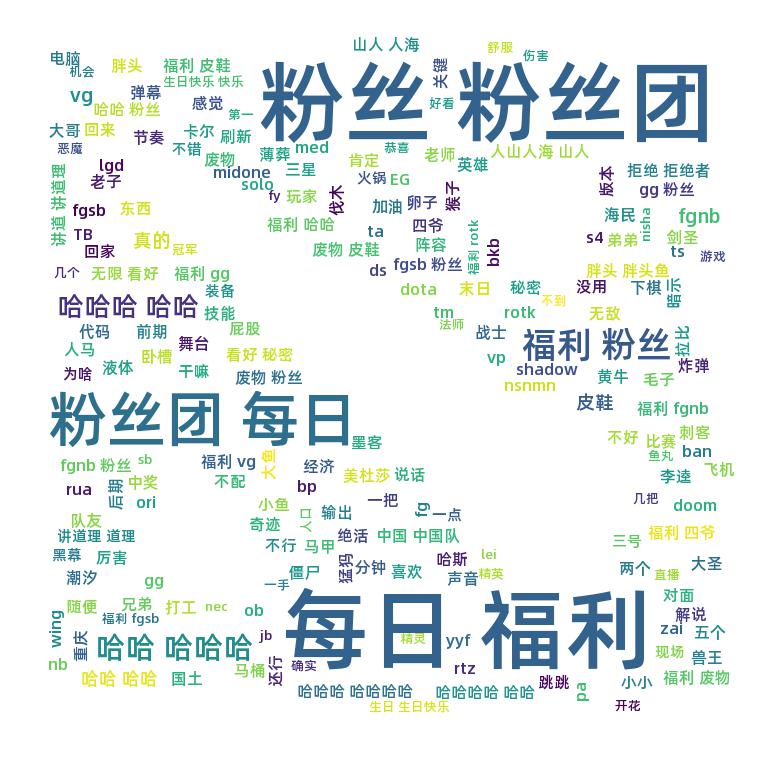 电脑
机会
胖头
福利 皮鞋
生日快乐 快乐
山人 人海
关键
舒服
伤害
粉丝 粉丝团
vg
弹幕
哈哈 粉丝
感觉
第一
好看
大哥
回来
恶魔
节奏
卡尔
刷新
不错
废物
薄葬
med
恭喜
老师
人山人海 山人
讲道 讲道理
lgd
老子
midone
solo
三星
肯定
火锅
EG
英雄
版本
拒绝 拒绝者
gg 粉丝
fgsb
东西
fy
玩家
伐木
加油
卵子
猴子
海民
fgnb
TB
真的
冠军
福利 哈哈
ta
四爷
福利 rotk
bkb
s4
弟弟
nisha
剑圣
回家
废物 皮鞋
阵容
ts
游戏
几个
无限 看好
福利 gg
ds
fgsb 粉丝
胖头 胖头鱼
哈哈哈 哈哈
装备
技能
dota
末日
秘密
不到
没用
下棋
暗示
代码
前期
屁股
tm
法师
rotk
无敌
人马
卧槽
舞台
看好 秘密
战士
vp
福利 粉丝
拉比
为啥
液体
干嘛
废物 粉丝
shadow
nsnmn
黄牛
毛子
炸弹
粉丝团 每日
皮鞋
福利 fgnb
墨客
不好
比赛
刺客
fgnb 粉丝
sb
福利 vg
大鱼
经济
美杜莎
说话
鱼丸
ban
rua
后期
中奖
不配
bp
李逵
飞机
ori
小鱼
人口
输出
一把
fg
一点
几把
doom
队友
奇迹
讲道理 道理
不行
马甲
绝活
中国 中国队
福利 四爷
三号
黑幕
厉害
僵尸
猛犸
分钟
喜欢
哈斯
lei
声音
精英
两个
直播
大圣
潮汐
gg
一手
每日 福利
对面
随便
兄弟
打工
nec
ob
解说
wing
福利 fgsb
重庆
哈哈 哈哈哈
jb
精灵
yyf
zai
五个
nb
马桶
还行
确实
rtz
现场
兽王
哈哈 哈哈
国土
跳跳
小小
福利 废物
哈哈哈 哈哈哈哈
哈哈哈哈 哈哈
pa
生日 生日快乐
开花